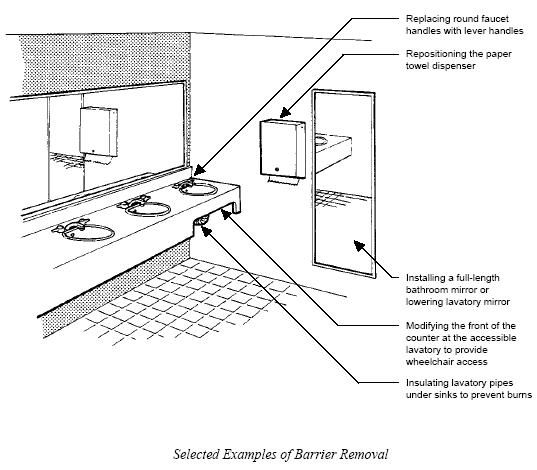 Replacing round faucet
handles with lever handles
Repositioning the paper
towel dispenser
Installing a full-length
bathroom mirror or
lowering lavatory mirror
Modifying the front of the
counter at the accessible
lavatory to provide
wheelchair access
Insulating lavatory pipes
under sinks to prevent burns
Selected Examples of Barrier Removal